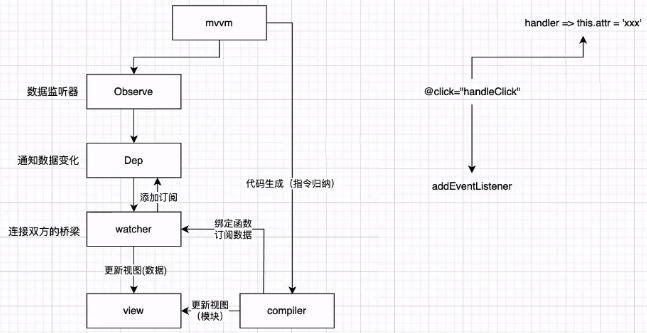 mvvm
handler => this.attr = 'xxx'
数据监听器
Observe
@click="handleClick"
通知数据变化
Dep
代码生成（指令归纳）
addEventListener
添加订阅
连接双方的桥梁
watcher
绑定函数
订阅数据
更新视图(数据)
view
更新视图
（模块）
compiler